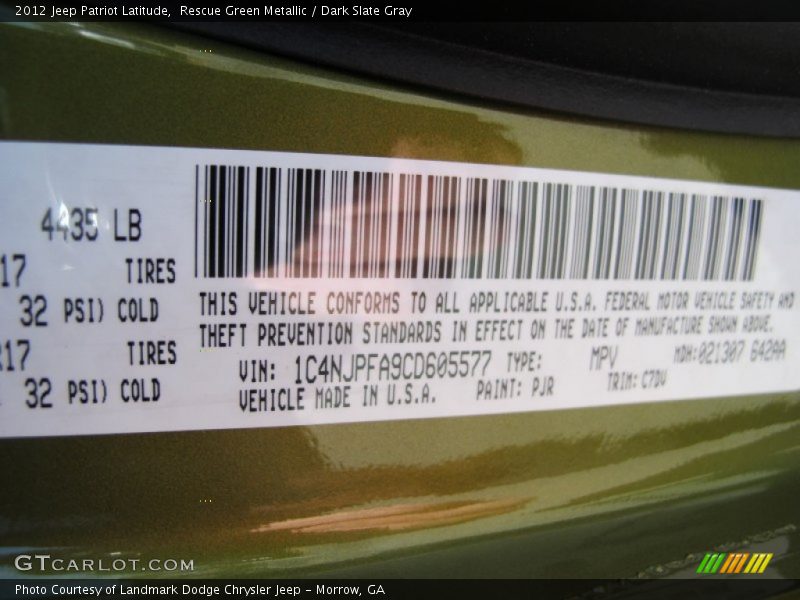 2012 Jeep Patriot Latitude,  Rescue Green Metallic / Dark Slate Gray
4435 LB
17 TIRES
32 PSI) COLD
R17 TIRES
32 PSI) COLD
THIS VEHICLE CONFORMS TO ALL APPLICABLE U.S.A. FEDERAL MOTOR VEHICLE SAFETY AND
THEFT PREVENTION STANDARDS IN EFFECT ON THE DATE OF MANUFACTURE SHOWN ABOVE.
VIN: 1C4NJPFA9CD605577 TYPE: MPV MDH:021307 642AA
VEHICLE MADE IN U.S.A. PAINT: PJR TRIM: C7DV
GTCARLOT.COM
Photo Courtesy of Landmark Dodge Chrysler Jeep – Morrow, GA